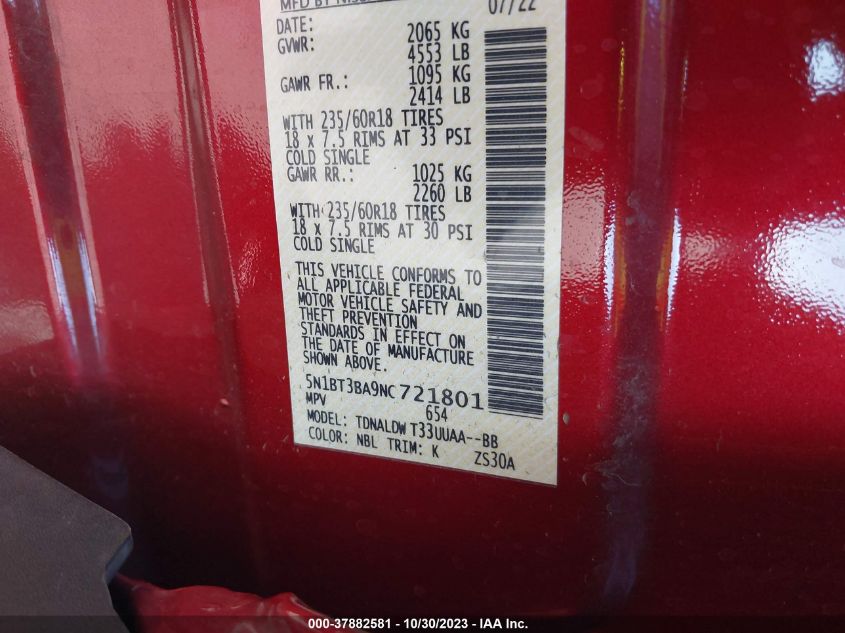 MFD BY NISS
DATE: 07/22
GVWR: 2065 KG
4553 LB
GAWR FR.: 1095 KG
2414 LB
WITH 235/60R18 TIRES
18 x 7.5 RIMS AT 33 PSI
COLD SINGLE
GAWR RR.: 1025 KG
2260 LB
WITH 235/60R18 TIRES
18 x 7.5 RIMS AT 30 PSI
COLD SINGLE
THIS VEHICLE CONFORMS TO
ALL APPLICABLE FEDERAL
MOTOR VEHICLE SAFETY AND
THEFT PREVENTION
STANDARDS IN EFFECT ON
THE DATE OF MANUFACTURE
SHOWN ABOVE.
5N1BT3BA9NC721801
MPV 654
MODEL: TDNALDW T33UUAA--BB
COLOR: NBL TRIM: K ZS30A
000-37882581 - 10/30/2023 - IAA Inc.